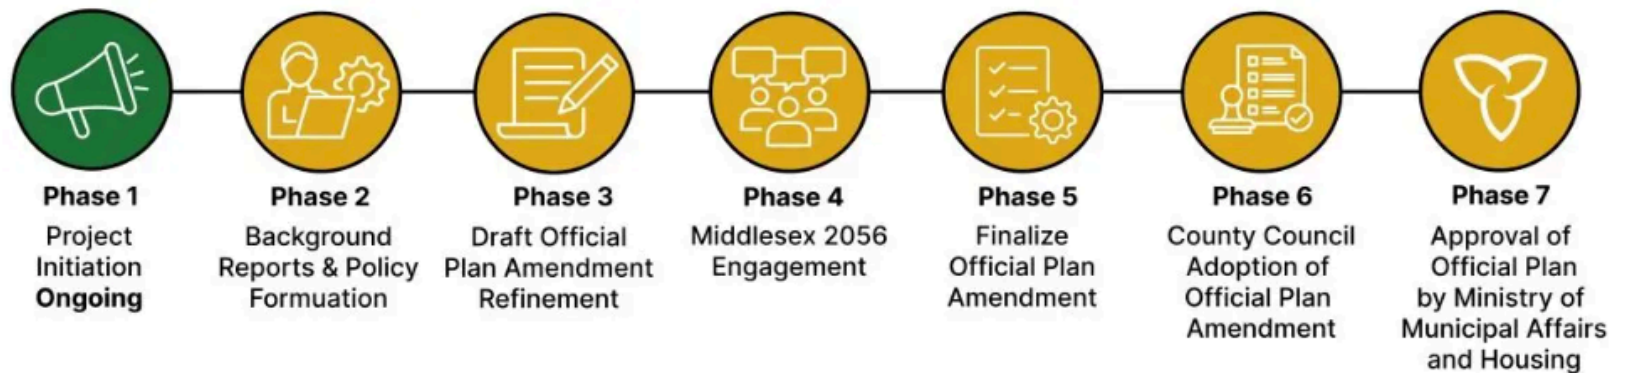 Phase 1
Project
Initiation
Ongoing
Phase 2
Background
Reports & Policy
Formuation
Phase 3
Draft Official
Plan Amendment
Refinement
Phase 4
Middlesex 2056
Engagement
Phase 5
Finalize
Official Plan
Amendment
Phase 6
County Council
Adoption of
Official Plan
Amendment
Phase 7
Approval of
Official Plan
by Ministry of
Municipal Affairs
and Housing